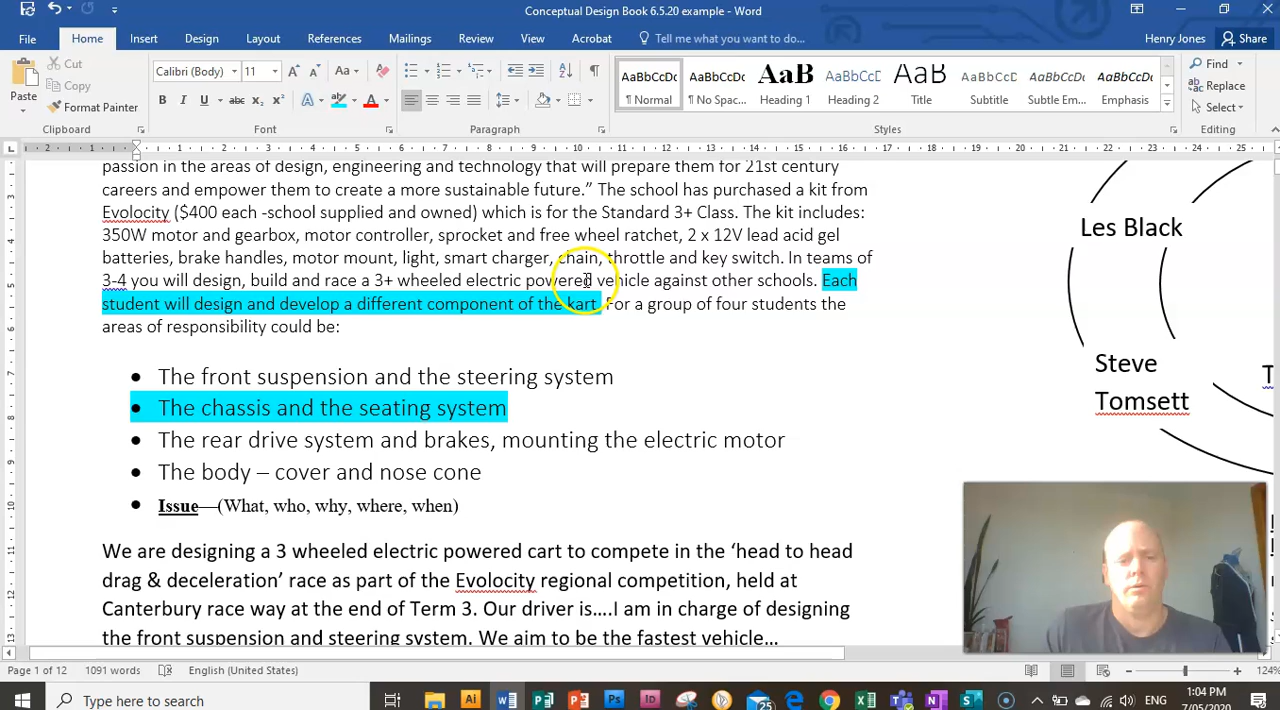 Conceptual Design Book 6.5.20 example - Word
File Home Insert Design Layout References Mailings Review View Acrobat Tell me what you want to do... Henry Jones Share
Paste Cut Copy Format Painter
Clipboard
Calibri (Body) 11
Font
Paragraph
AaBbCcDc AaBbCcDc AaB AaBbCcD AaB AaBbCcD AaBbCcDc AaBbCcDc
¶ Normal ¶ No Spac... Heading 1 Heading 2 Title Subtitle Subtle Em... Emphasis
Styles
Find Replace Select
Editing
passion in the areas of design, engineering and technology that will prepare them for 21st century
careers and empower them to create a more sustainable future.” The school has purchased a kit from
Evolocity ($400 each -school supplied and owned) which is for the Standard 3+ Class. The kit includes:
350W motor and gearbox, motor controller, sprocket and free wheel ratchet, 2 x 12V lead acid gel
batteries, brake handles, motor mount, light, smart charger, chain, throttle and key switch. In teams of
3-4 you will design, build and race a 3+ wheeled electric powered vehicle against other schools. Each
student will design and develop a different component of the kart. For a group of four students the
areas of responsibility could be:
• The front suspension and the steering system
• The chassis and the seating system
• The rear drive system and brakes, mounting the electric motor
• The body – cover and nose cone
• Issue—(What, who, why, where, when)
We are designing a 3 wheeled electric powered cart to compete in the ‘head to head
drag & deceleration’ race as part of the Evolocity regional competition, held at
Canterbury race way at the end of Term 3. Our driver is….I am in charge of designing
the front suspension and steering system. We aim to be the fastest vehicle…
Les Black
Steve
Tomsett
T
Page 1 of 12 1091 words English (United States) 124%
Type here to search
25
ENG
1:04 PM
7/05/2020